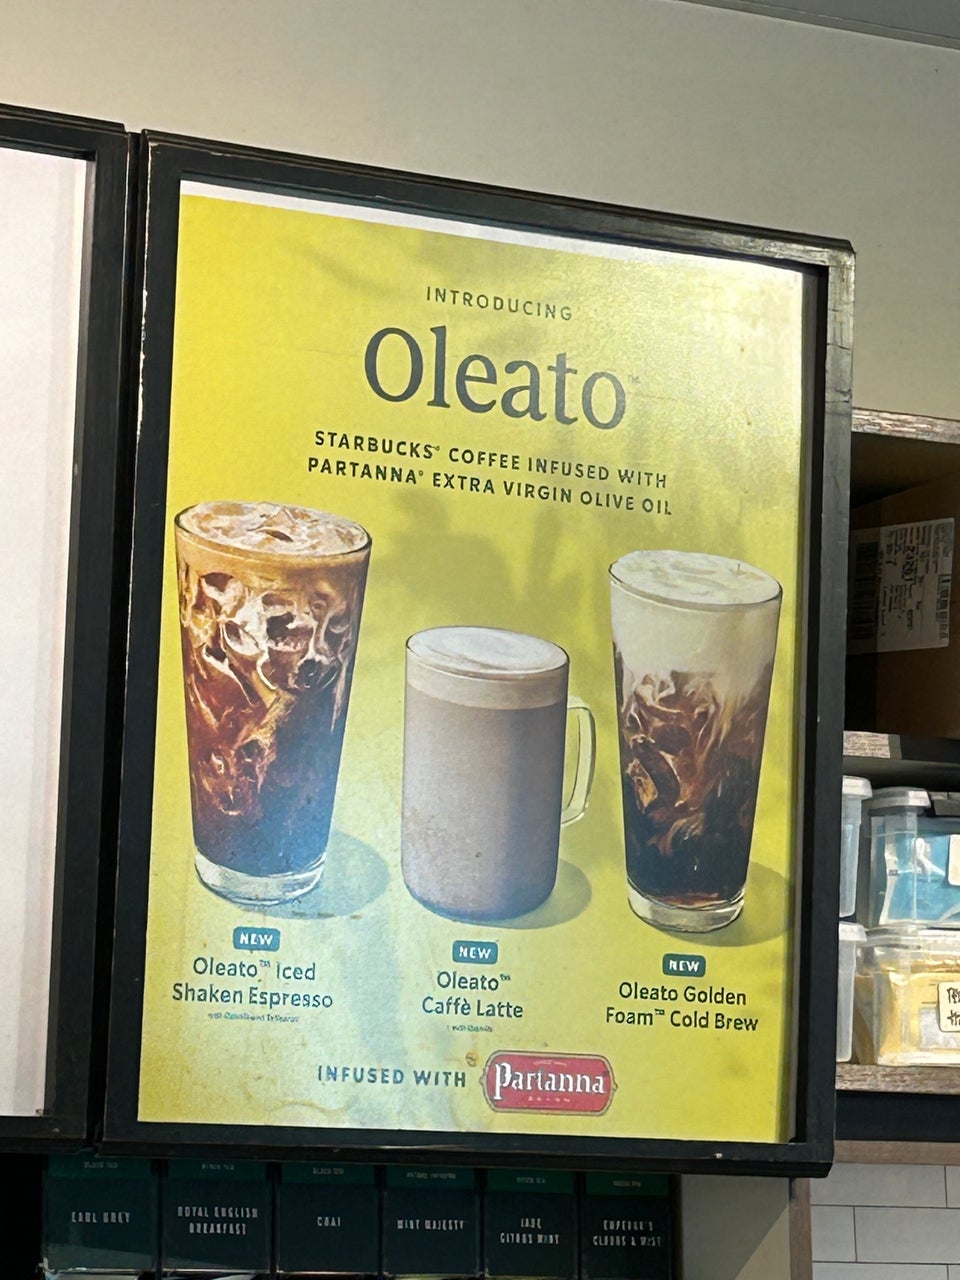 INTRODUCING
Oleato™
STARBUCKS® COFFEE INFUSED WITH
PARTANNA® EXTRA VIRGIN OLIVE OIL
NEW
Oleato™ Iced
Shaken Espresso
NEW
Oleato™
Caffè Latte
NEW
Oleato Golden
Foam™ Cold Brew
INFUSED WITH
Partanna
EARL GREY
ROYAL ENGLISH
BREAKFAST
CHAI
MINT MAJESTY
JADE
CITRUS MINT
EMPEROR'S
CLOUDS & MIST